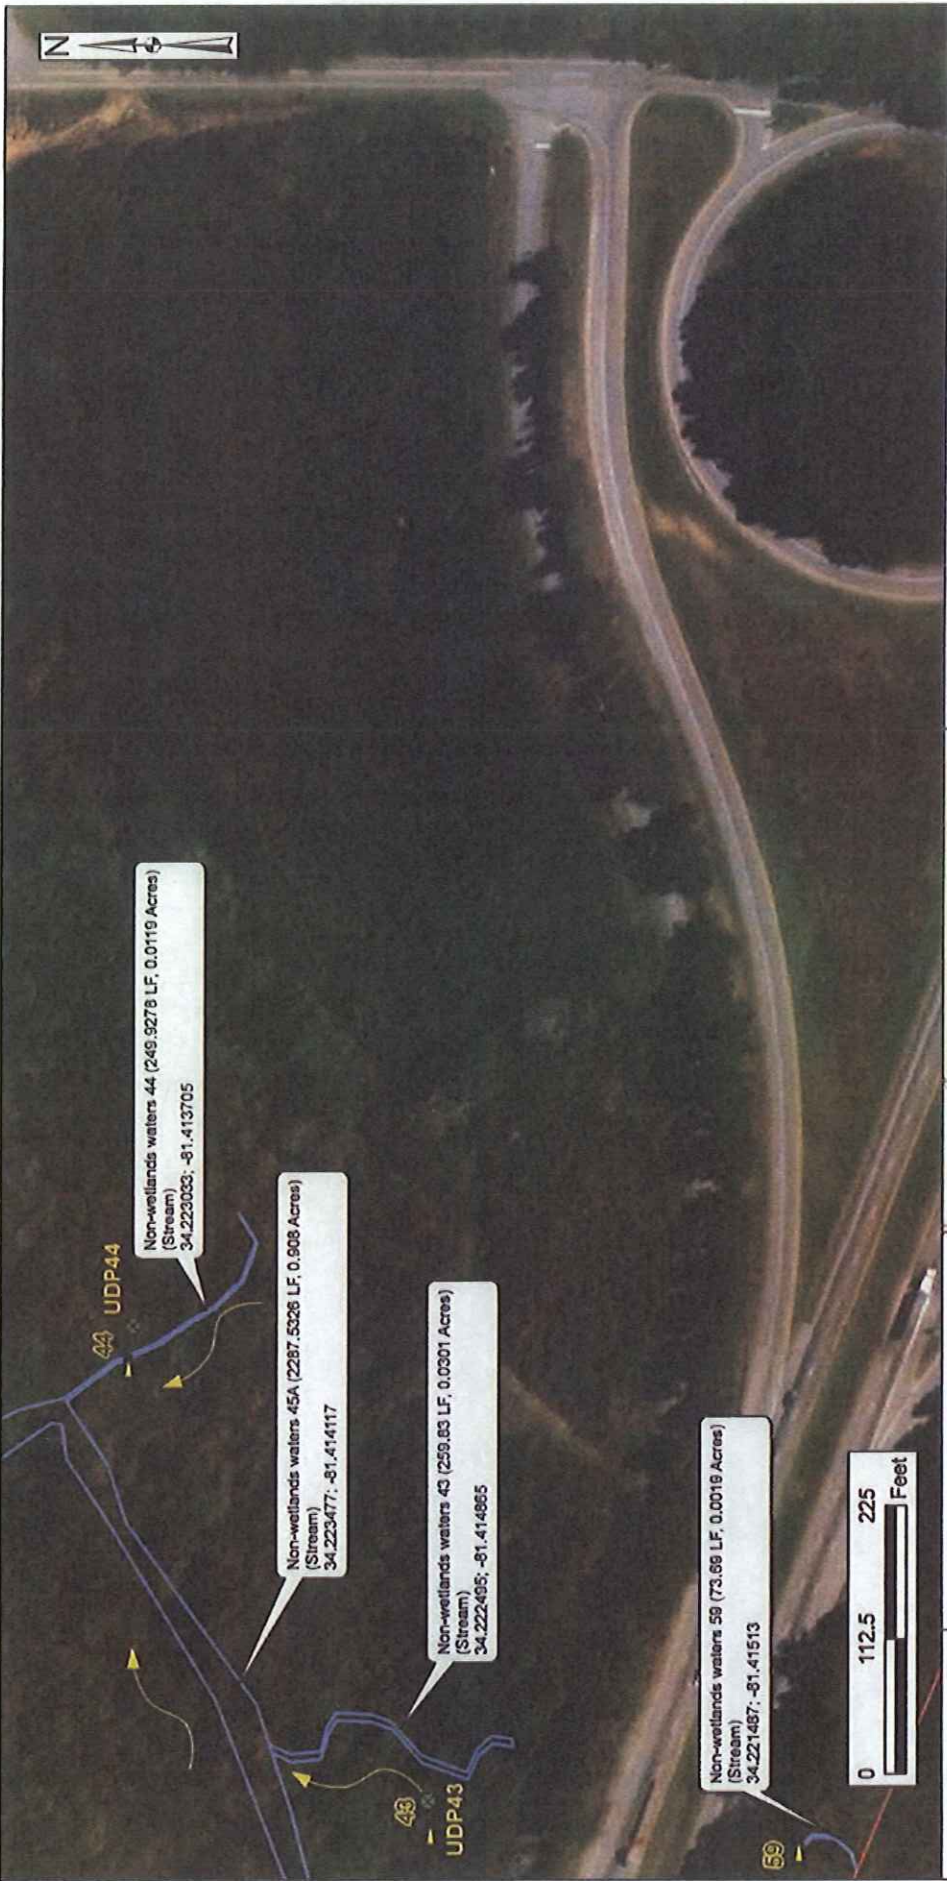 N
44
UDP44
Non-wetlands waters 44 (249.9278 LF, 0.0119 Acres)
(Stream)
34.223033; -81.413705
Non-wetlands waters 45A (2287.5326 LF, 0.908 Acres)
(Stream)
34.223477; -81.414117
43
UDP43
Non-wetlands waters 43 (259.83 LF, 0.0301 Acres)
(Stream)
34.222495; -81.414865
59
Non-wetlands waters 59 (73.69 LF, 0.0019 Acres)
(Stream)
34.221487; -81.41513
0 112.5 225
Feet